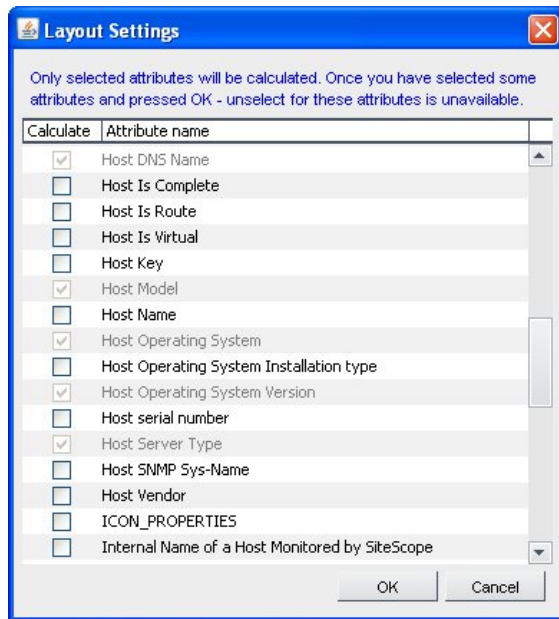 Layout Settings
Only selected attributes will be calculated. Once you have selected some
attributes and pressed OK - unselect for these attributes is unavailable.
Calculate Attribute name
Host DNS Name
Host Is Complete
Host Is Route
Host Is Virtual
Host Key
Host Model
Host Name
Host Operating System
Host Operating System Installation type
Host Operating System Version
Host serial number
Host Server Type
Host SNMP Sys-Name
Host Vendor
ICON_PROPERTIES
Internal Name of a Host Monitored by SiteScope
OK Cancel